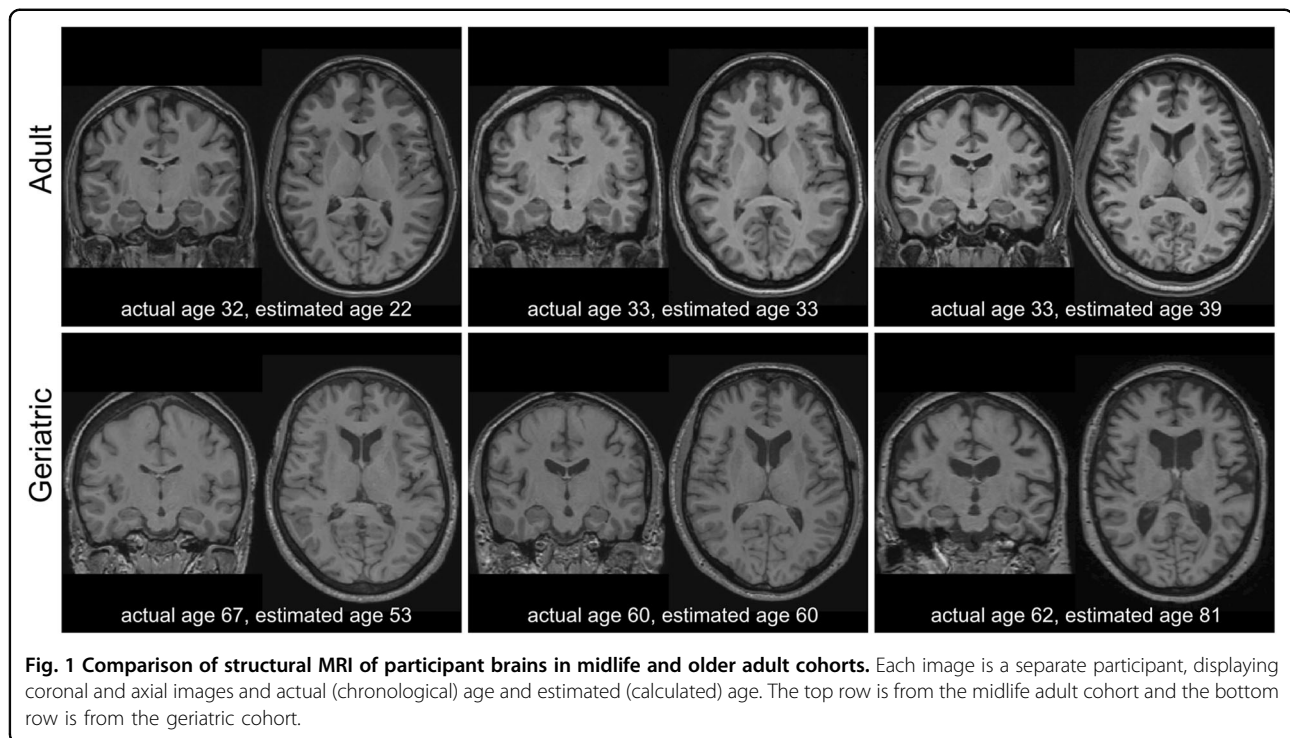 Adult
actual age 32, estimated age 22
actual age 33, estimated age 33
actual age 33, estimated age 39
Geriatric
actual age 67, estimated age 53
actual age 60, estimated age 60
actual age 62, estimated age 81
Fig. 1 Comparison of structural MRI of participant brains in midlife and older adult cohorts. Each image is a separate participant, displaying
coronal and axial images and actual (chronological) age and estimated (calculated) age. The top row is from the midlife adult cohort and the bottom
row is from the geriatric cohort.